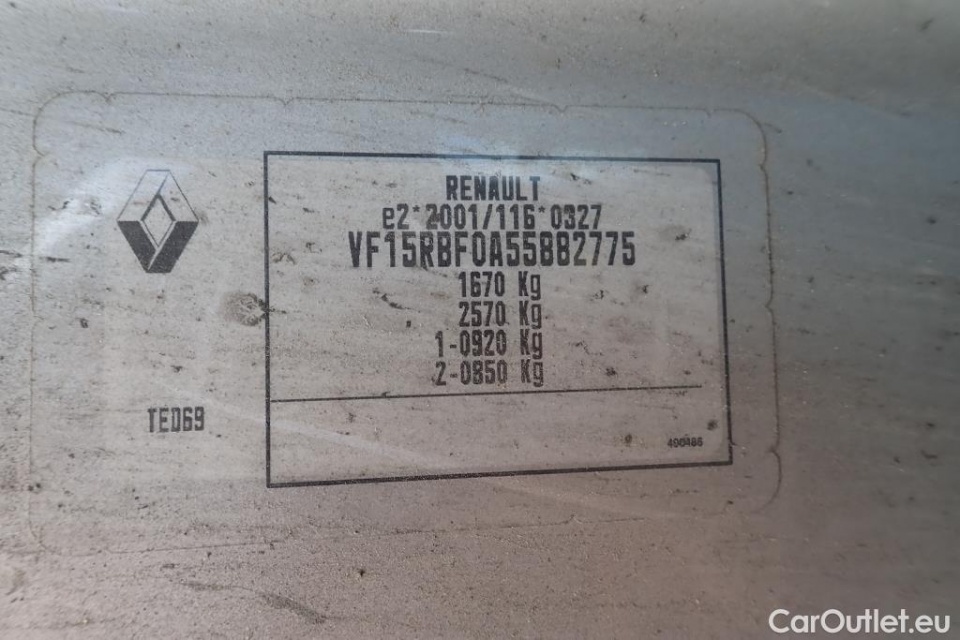 RENAULT
e2*2001/116*0327
VF15RBF0A55882775
1670 Kg
2570 Kg
1-0920 Kg
2-0850 Kg
TED69
490486
CarOutlet.eu